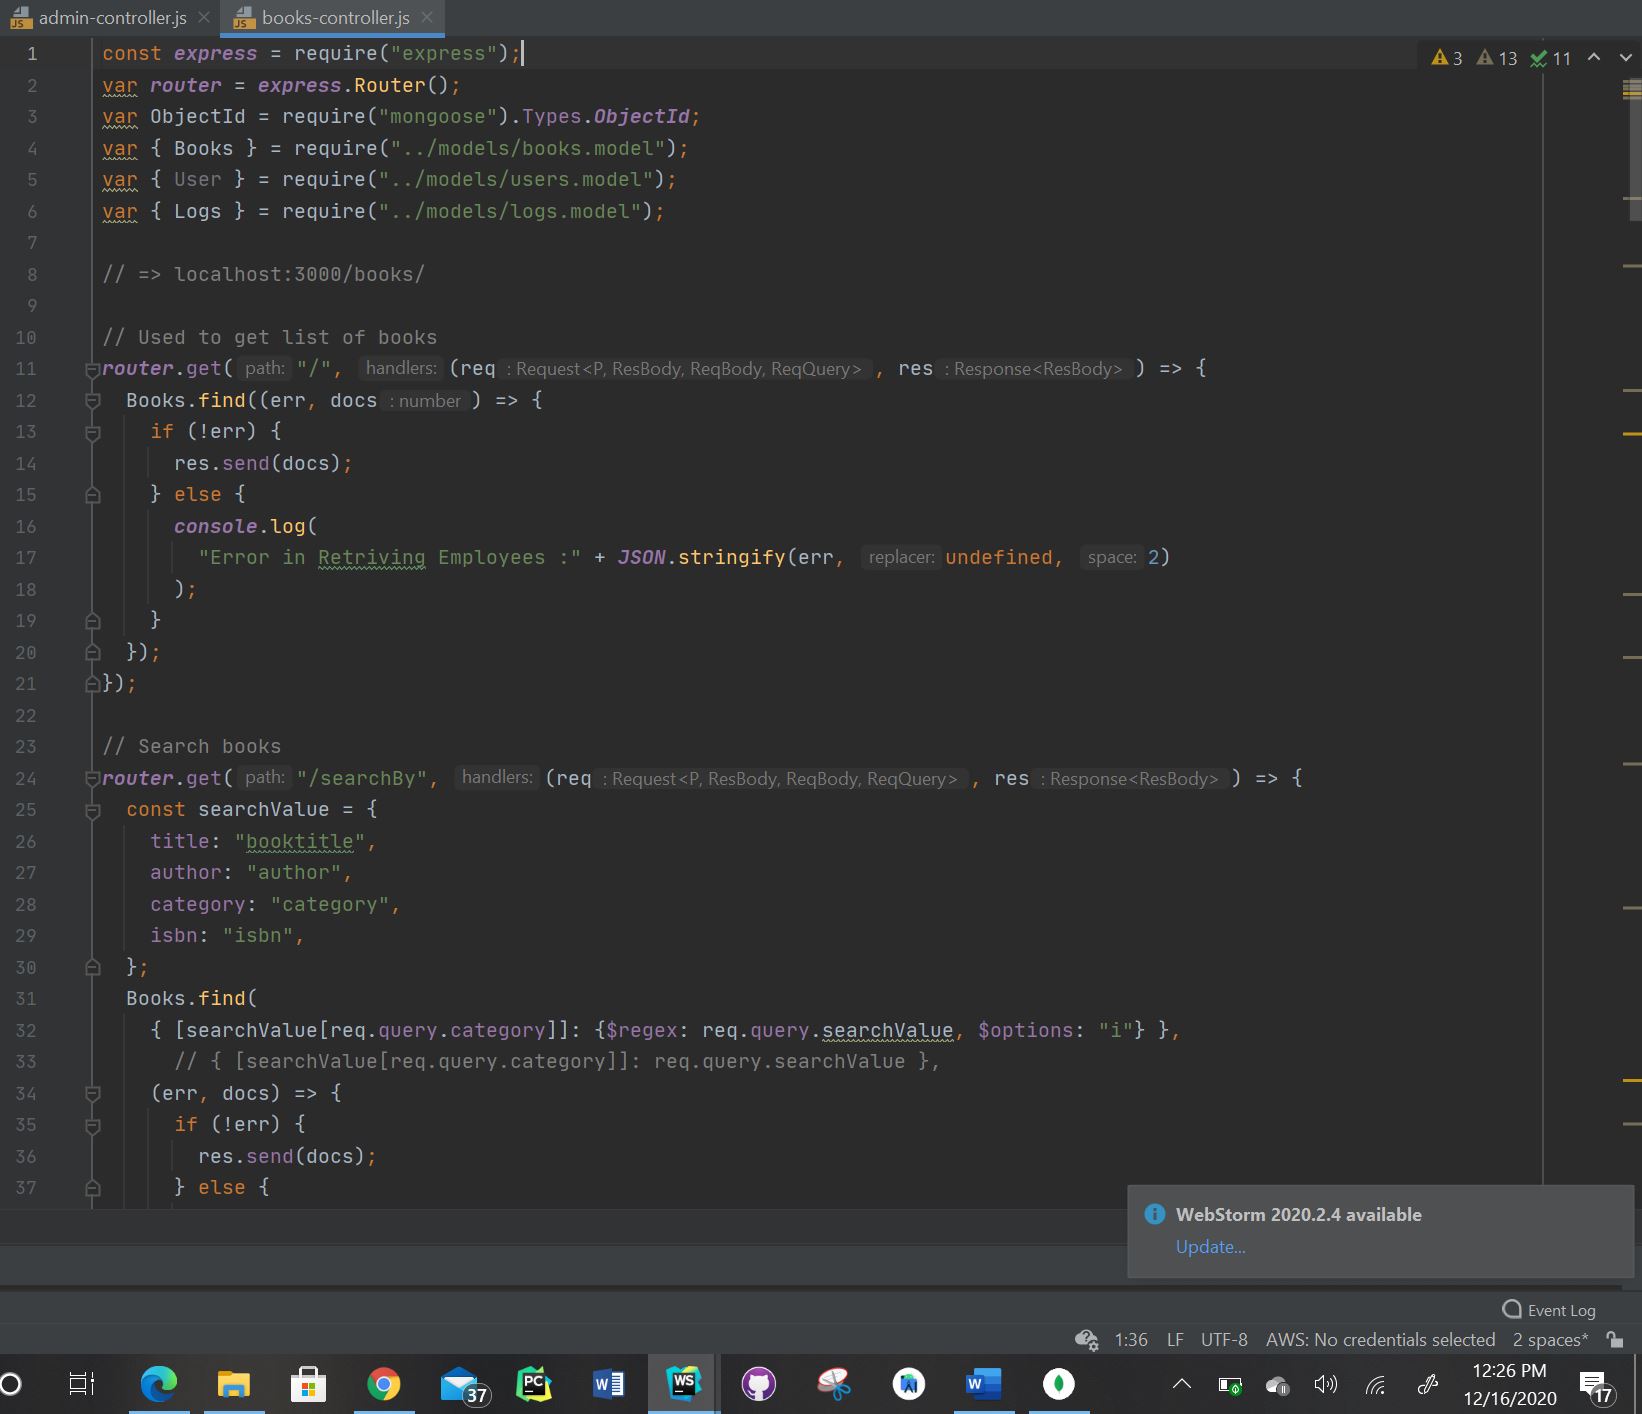 admin-controller.js books-controller.js
1 const express = require("express"); 3 13 11
2 var router = express.Router();
3 var ObjectId = require("mongoose").Types.ObjectId;
4 var { Books } = require("../models/books.model");
5 var { User } = require("../models/users.model");
6 var { Logs } = require("../models/logs.model");
7
8 // => localhost:3000/books/
9
10 // Used to get list of books
11 router.get( path: "/", handlers: (req : Request<P, ResBody, ReqBody, ReqQuery> , res : Response<ResBody> ) => {
12 Books.find((err, docs : number ) => {
13 if (!err) {
14 res.send(docs);
15 } else {
16 console.log(
17 "Error in Retriving Employees :" + JSON.stringify(err, replacer: undefined, space: 2)
18 );
19 }
20 });
21 });
22
23 // Search books
24 router.get( path: "/searchBy", handlers: (req : Request<P, ResBody, ReqBody, ReqQuery> , res : Response<ResBody> ) => {
25 const searchValue = {
26 title: "booktitle",
27 author: "author",
28 category: "category",
29 isbn: "isbn",
30 };
31 Books.find(
32 { [searchValue[req.query.category]]: {$regex: req.query.searchValue, $options: "i"} },
33 // { [searchValue[req.query.category]]: req.query.searchValue },
34 (err, docs) => {
35 if (!err) {
36 res.send(docs);
37 } else {
WebStorm 2020.2.4 available
Update...
Event Log
1:36 LF UTF-8 AWS: No credentials selected 2 spaces*
37 PC W WS W 12:26 PM
12/16/2020 17